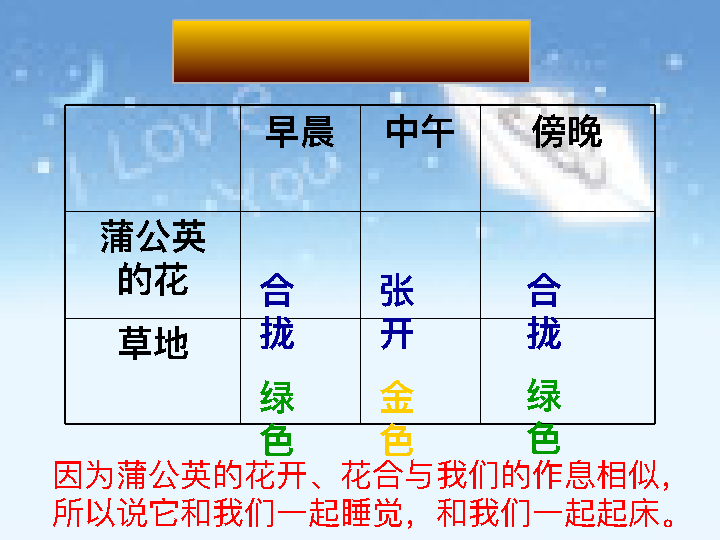 I Love
You
早晨 中午 傍晚
蒲公英
的花
合 张 合
拢 开 拢
草地
绿 金 绿
色 色 色
因为蒲公英的花开、花合与我们的作息相似，
所以说它和我们一起睡觉，和我们一起起床。